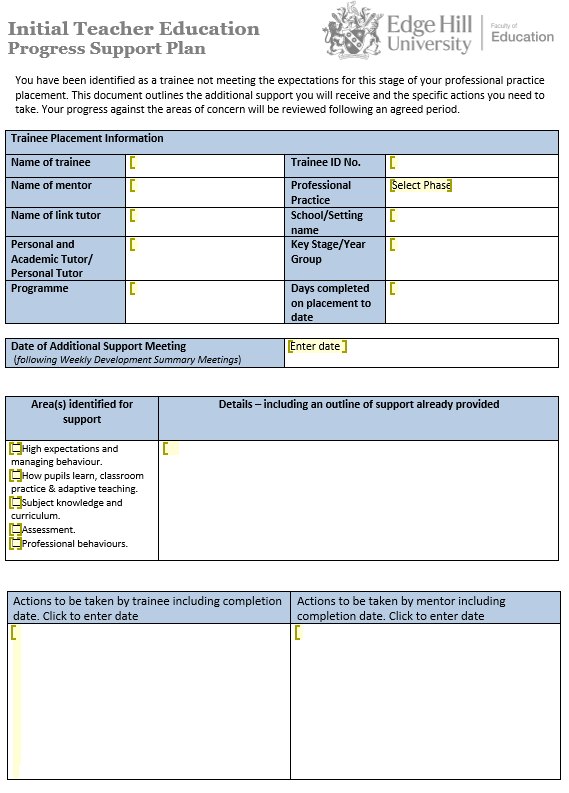 Initial Teacher Education
Progress Support Plan
Edge Hill
University
Faculty of
Education
You have been identified as a trainee not meeting the expectations for this stage of your professional practice
placement. This document outlines the additional support you will receive and the specific actions you need to
take. Your progress against the areas of concern will be reviewed following an agreed period.
Trainee Placement Information
Name of trainee
Trainee ID No.
Name of mentor
Professional
Practice
Select Phase
Name of link tutor
School/Setting
name
Personal and
Academic Tutor/
Personal Tutor
Key Stage/Year
Group
Programme
Days completed
on placement to
date
Date of Additional Support Meeting
(following Weekly Development Summary Meetings)
Enter date
Area(s) identified for
support
Details – including an outline of support already provided
High expectations and
managing behaviour.
How pupils learn, classroom
practice & adaptive teaching.
Subject knowledge and
curriculum.
Assessment.
Professional behaviours.
Actions to be taken by trainee including completion
date. Click to enter date
Actions to be taken by mentor including
completion date. Click to enter date